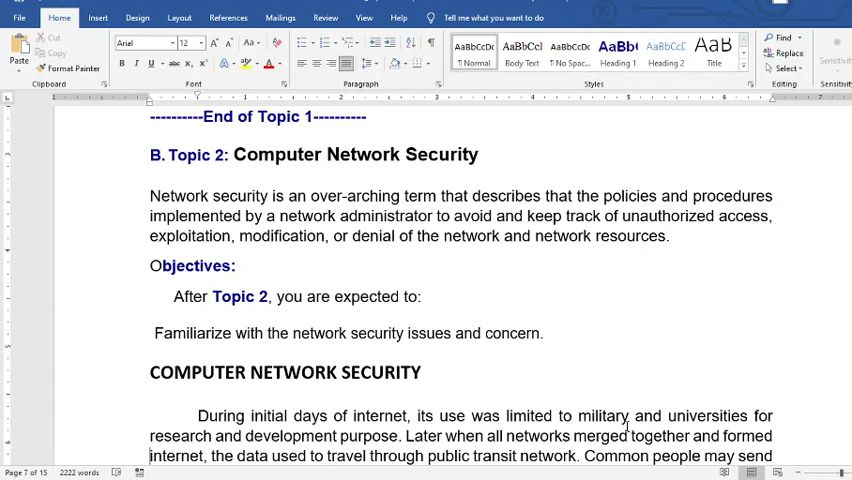 File Home Insert Design Layout References Mailings Review View Help Tell me what you want to do
Cut
Copy
Paste
Format Painter
Clipboard
Arial 12
Font
Paragraph
AaBbCcDc AaBbCcl AaBbCcDc AaBb( AaBbCcDc AaB
¶ Normal Body Text ¶ No Spac... Heading 1 Heading 2 Title
Styles
Find
Replace
Select
Editing
Sensitivity
Sensitivity
----------End of Topic 1----------
B. Topic 2: Computer Network Security
Network security is an over-arching term that describes that the policies and procedures
implemented by a network administrator to avoid and keep track of unauthorized access,
exploitation, modification, or denial of the network and network resources.
Objectives:
After Topic 2, you are expected to:
Familiarize with the network security issues and concern.
COMPUTER NETWORK SECURITY
During initial days of internet, its use was limited to military and universities for
research and development purpose. Later when all networks merged together and formed
internet, the data used to travel through public transit network. Common people may send
Page 7 of 15 2222 words